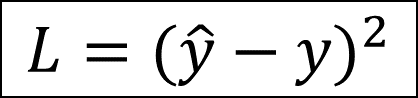 L = (ŷ − y)²